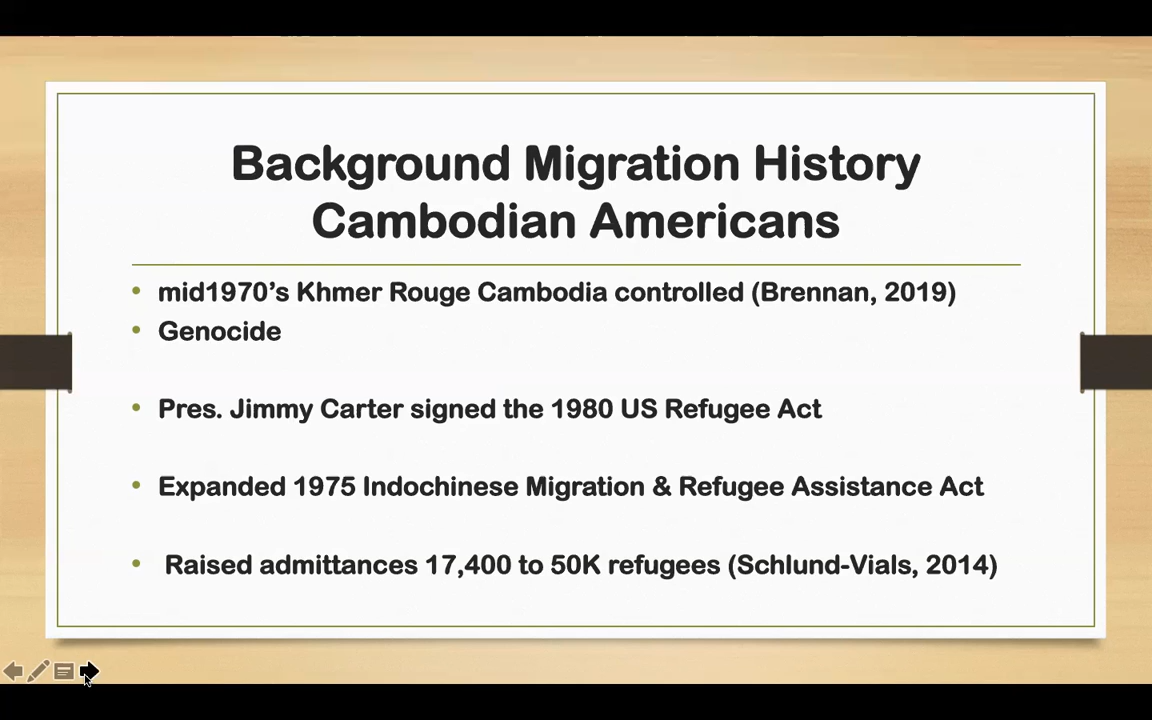 Background Migration History
Cambodian Americans
• mid1970’s Khmer Rouge Cambodia controlled (Brennan, 2019)
• Genocide
• Pres. Jimmy Carter signed the 1980 US Refugee Act
• Expanded 1975 Indochinese Migration & Refugee Assistance Act
• Raised admittances 17,400 to 50K refugees (Schlund-Vials, 2014)